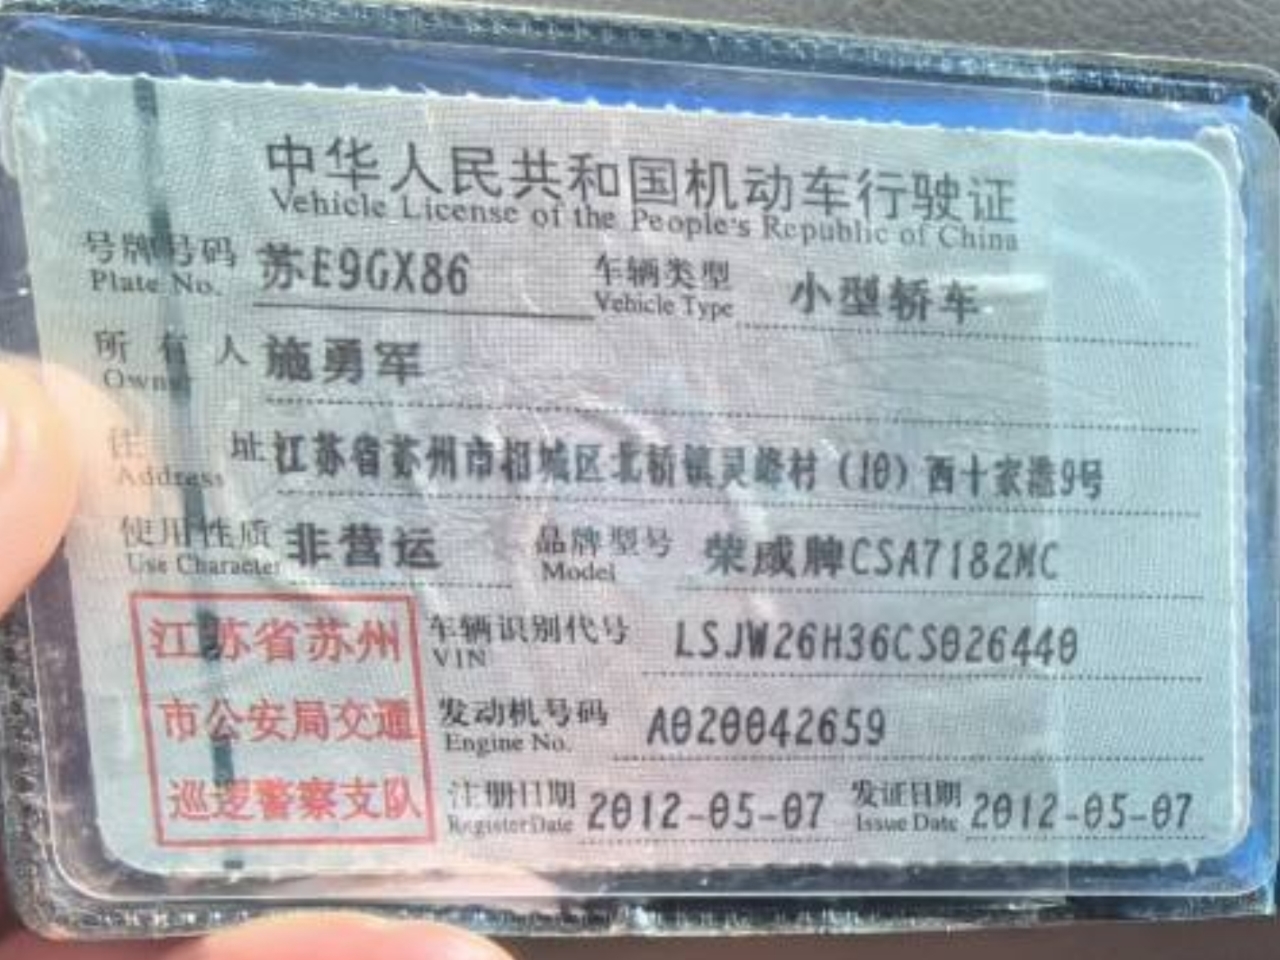 中华人民共和国机动车行驶证
Vehicle License of the People's Republic of China
号牌号码 苏E9GX86 车辆类型 小型轿车
Plate No. Vehicle Type
所有人 施勇军
Owner
住址 江苏省苏州市相城区北桥镇灵峰村（10）西十家港9号
Address
使用性质 非营运 品牌型号 荣威牌CSA7182MC
Use Character Model
江苏省苏州
市公安局交通
巡逻警察支队
车辆识别代号 LSJW26H36CS026440
VIN
发动机号码 A020042659
Engine No.
注册日期 2012-05-07 发证日期 2012-05-07
Register Date Issue Date